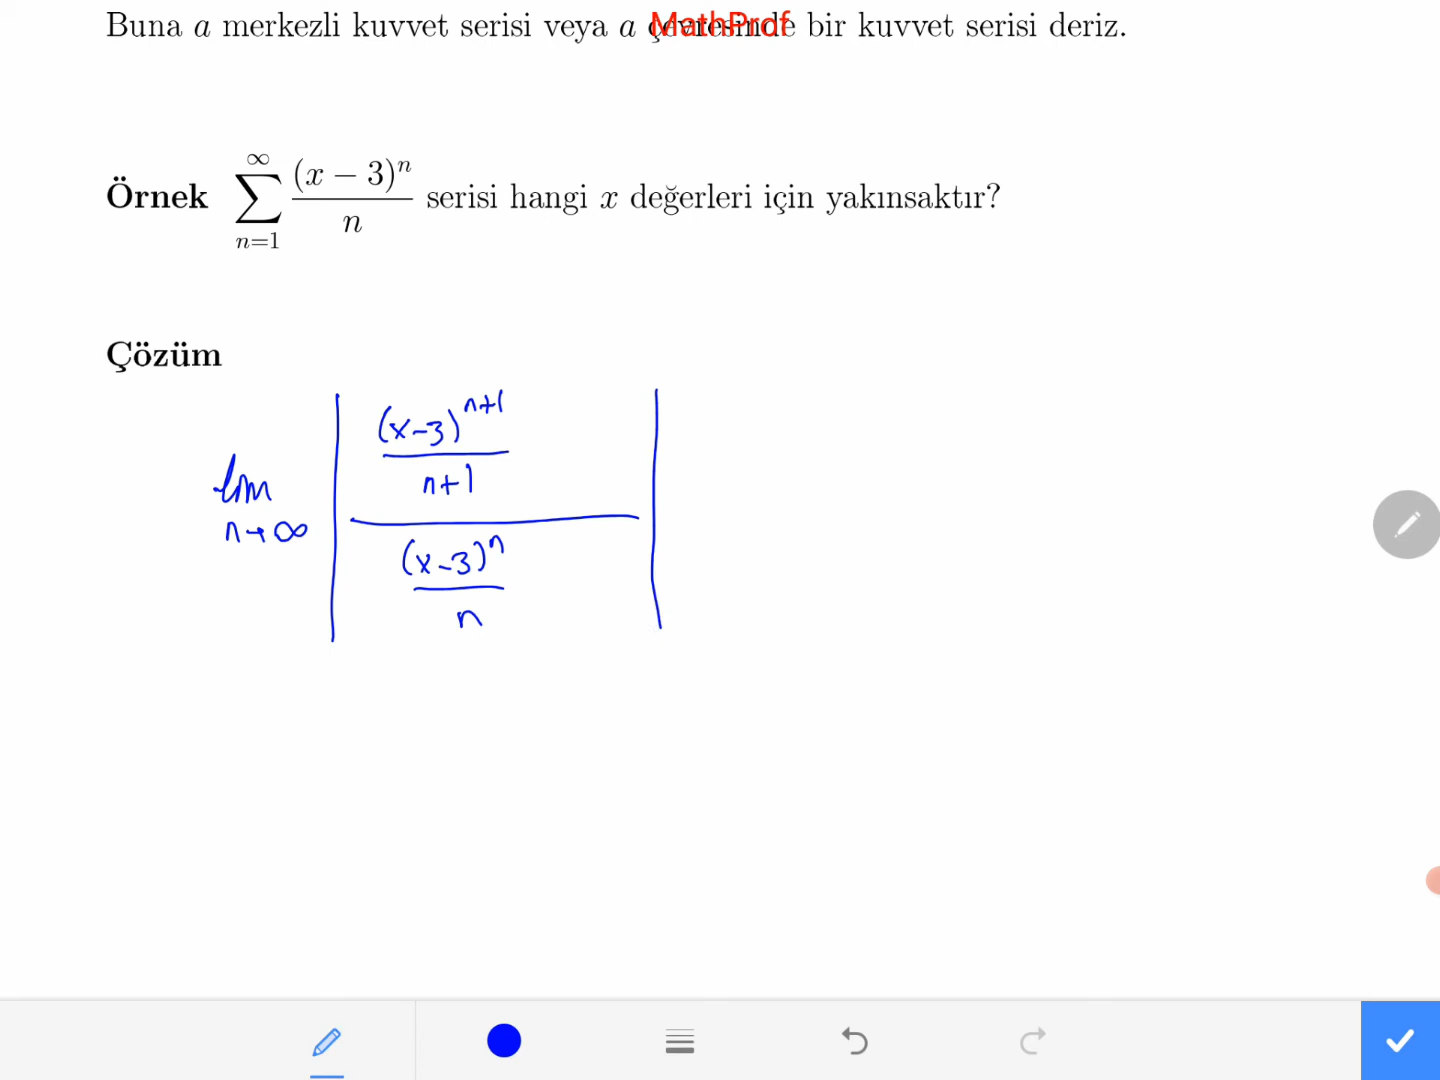 Buna a merkezli kuvvet serisi veya a çevresinde bir kuvvet serisi deriz.
MathProf
Örnek ∑_{n=1}^{∞} (x − 3)^n / n serisi hangi x değerleri için yakınsaktır?
Çözüm
lim_{n→∞} | ((x-3)^{n+1} / (n+1)) / ((x-3)^n / n) |